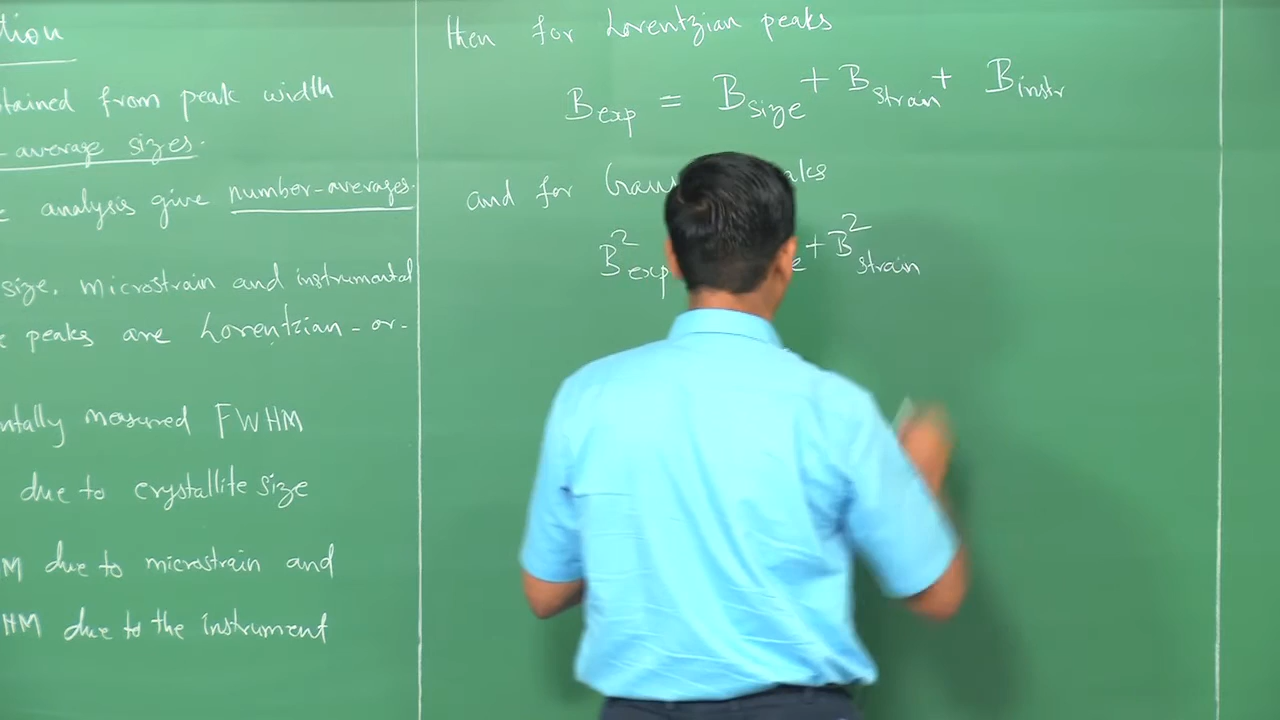 tion
tained from peak width
average sizes.
analysis give number-averages.
size, microstrain and instrumental
peaks are Lorentzian-or-
ntally measured FWHM
due to crystallite size
M due to microstrain and
HM due to the instrument
then for Lorentzian peaks
B_exp = B_size + B_strain + B_instr
and for Gau aks
B²_exp e + B²_strain